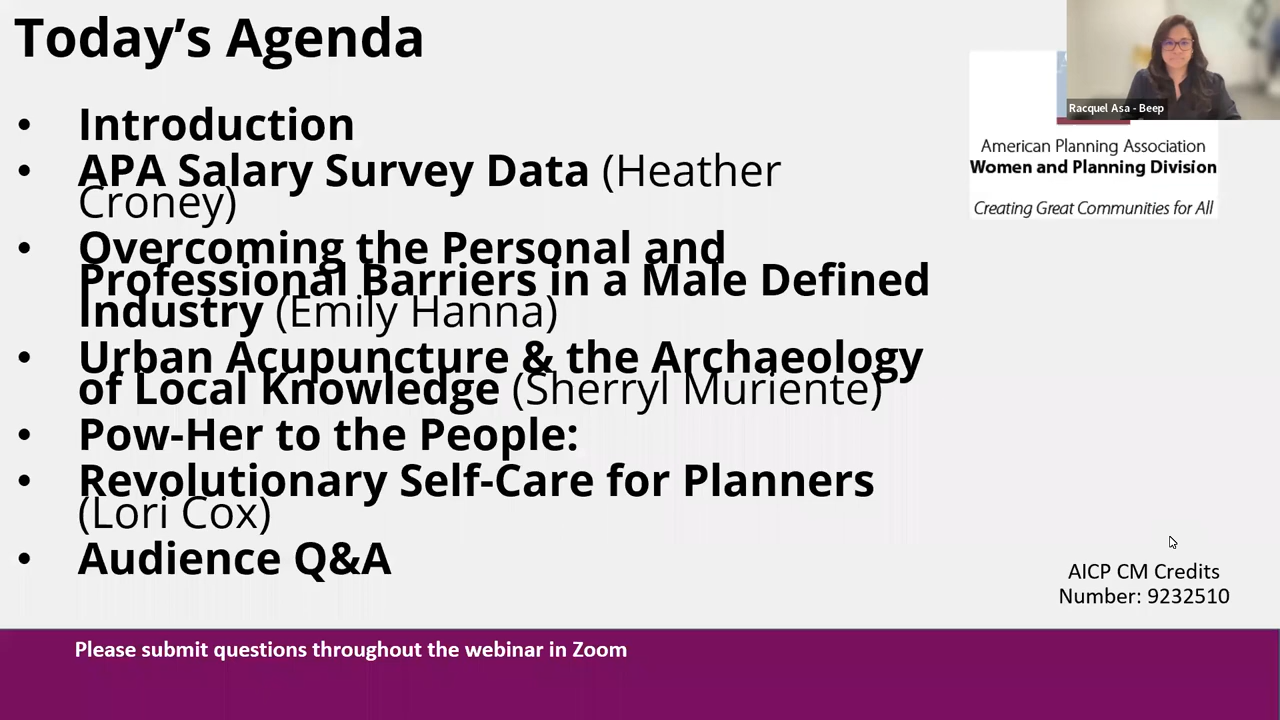 Today’s Agenda
• Introduction
• APA Salary Survey Data (Heather
Croney)
• Overcoming the Personal and
Professional Barriers in a Male Defined
Industry (Emily Hanna)
• Urban Acupuncture & the Archaeology
of Local Knowledge (Sherryl Muriente)
• Pow-Her to the People:
• Revolutionary Self-Care for Planners
(Lori Cox)
• Audience Q&A
Racquel Asa - Beep
American Planning Association
Women and Planning Division
Creating Great Communities for All
AICP CM Credits
Number: 9232510
Please submit questions throughout the webinar in Zoom